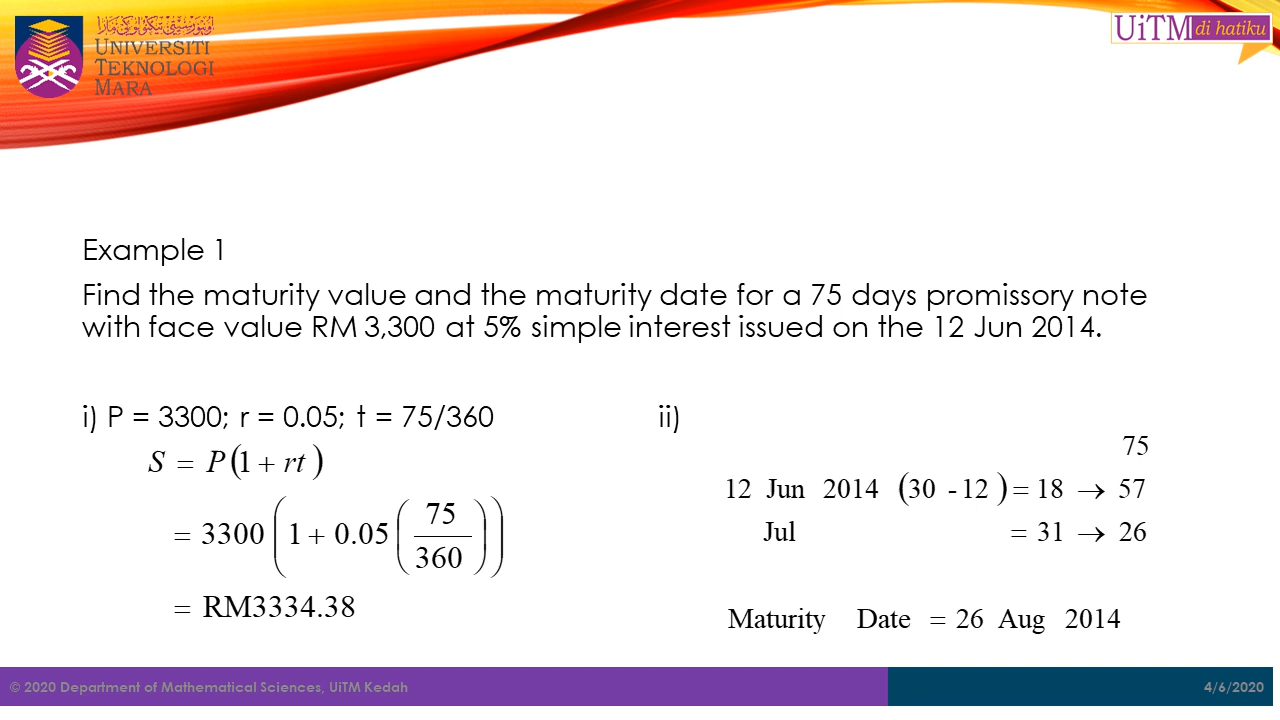 UNIVERSITI
TEKNOLOGI
MARA
UiTM di hatiku
Example 1
Find the maturity value and the maturity date for a 75 days promissory note
with face value RM 3,300 at 5% simple interest issued on the 12 Jun 2014.
i) P = 3300; r = 0.05; t = 75/360
S = P(1 + rt)
= 3300(1 + 0.05(75/360))
= RM3334.38
ii)
75
12 Jun 2014 (30 - 12) = 18 → 57
Jul = 31 → 26
Maturity Date = 26 Aug 2014
© 2020 Department of Mathematical Sciences, UiTM Kedah
4/6/2020